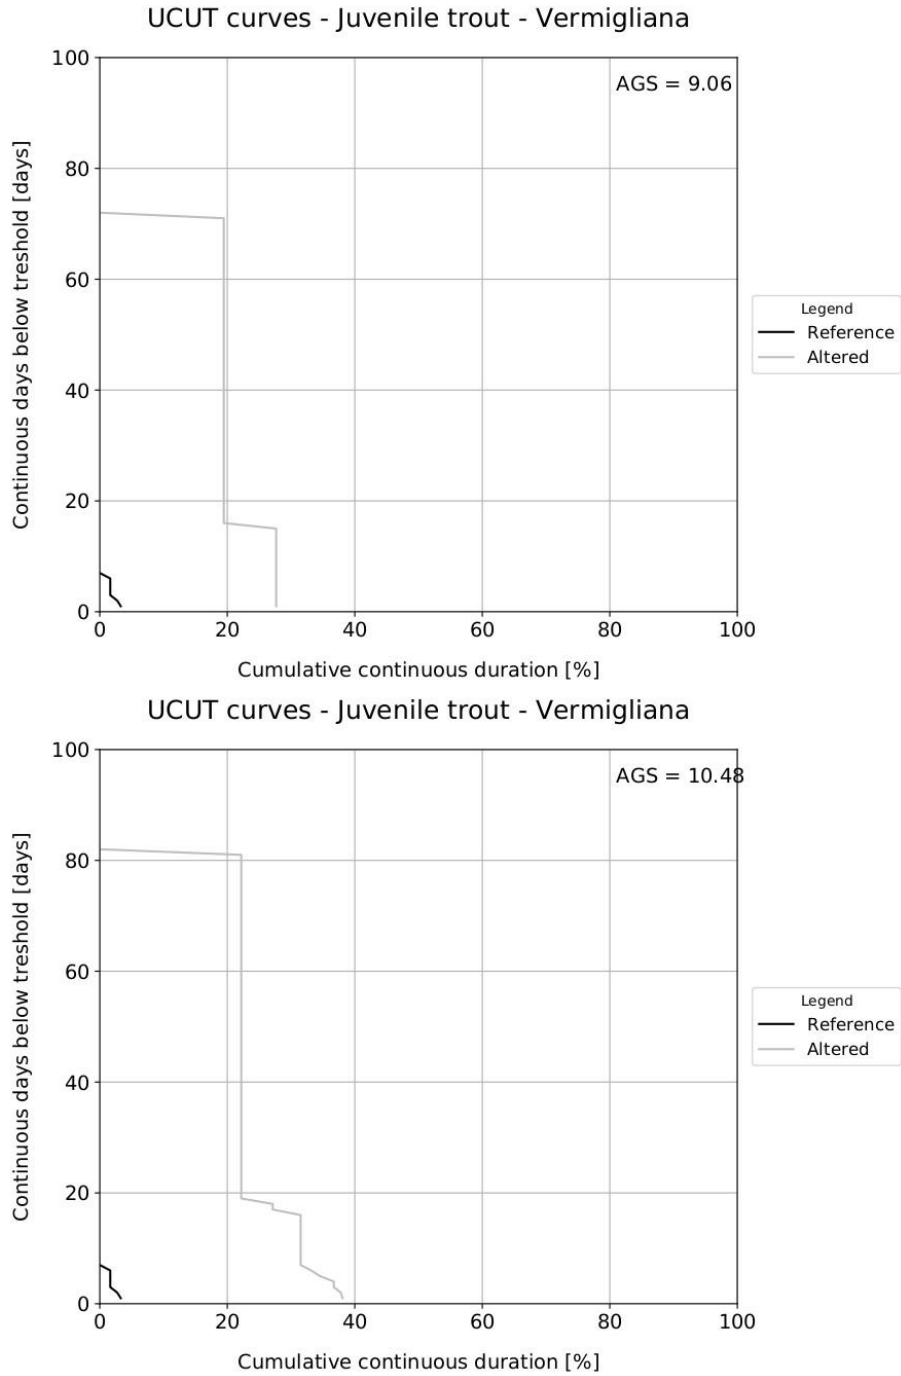 UCUT curves - Juvenile trout - Vermigliana
AGS = 9.06
Continuous days below treshold [days]
100
80
60
40
20
0
0 20 40 60 80 100
Cumulative continuous duration [%]
Legend
Reference
Altered
UCUT curves - Juvenile trout - Vermigliana
AGS = 10.48
Continuous days below treshold [days]
100
80
60
40
20
0
0 20 40 60 80 100
Cumulative continuous duration [%]
Legend
Reference
Altered